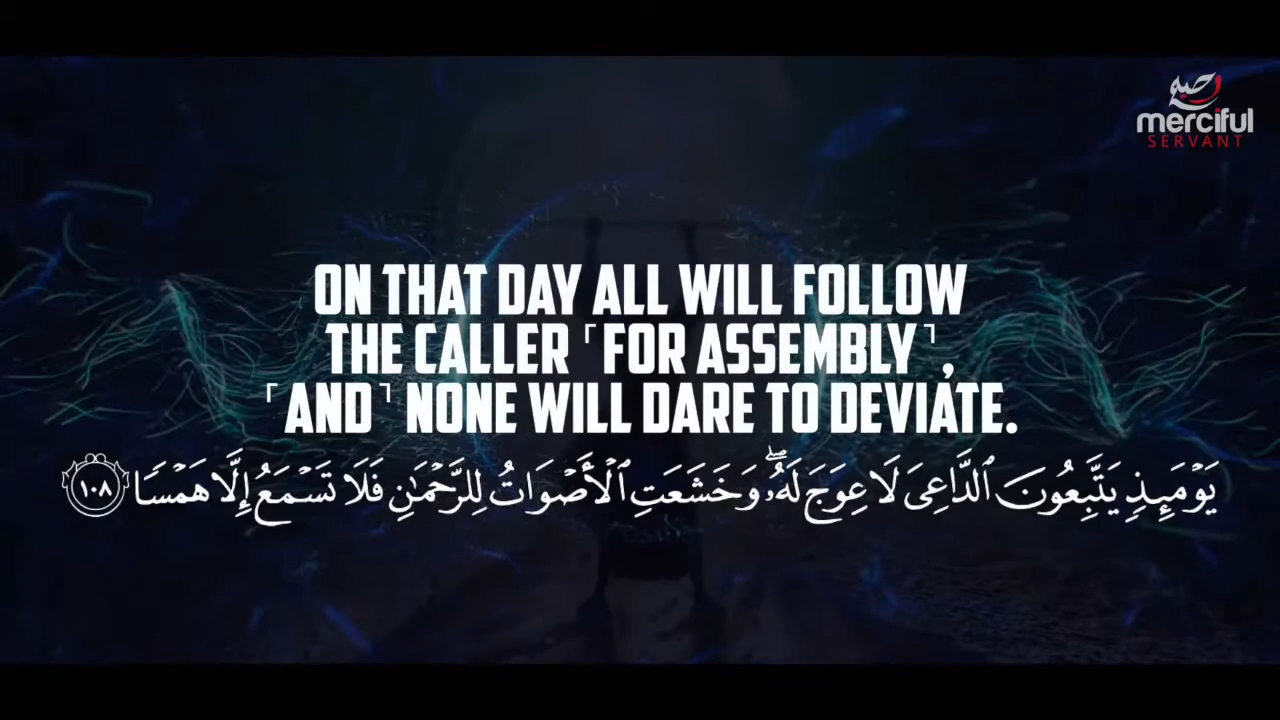 merciful
SERVANT
ON THAT DAY ALL WILL FOLLOW
THE CALLER ⸢FOR ASSEMBLY⸣,
⸢AND⸣ NONE WILL DARE TO DEVIATE.
يَوْمَئِذٍ يَتَّبِعُونَ ٱلدَّاعِىَ لَا عِوَجَ لَهُۥ ۖ وَخَشَعَتِ ٱلْأَصْوَاتُ لِلرَّحْمَـٰنِ فَلَا تَسْمَعُ إِلَّا هَمْسًا ١٠٨